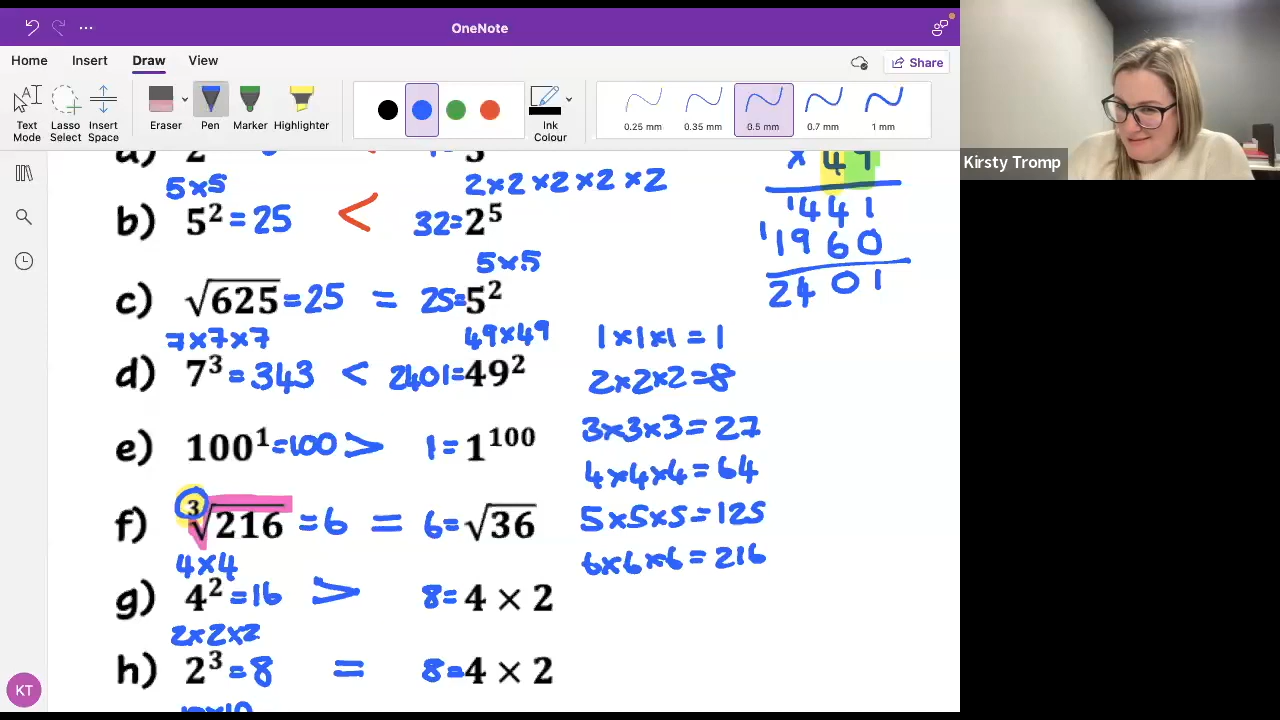 OneNote
Home Insert Draw View Share
Text Mode Lasso Select Insert Space Eraser Pen Marker Highlighter Ink Colour 0.25 mm 0.35 mm 0.5 mm 0.7 mm 1 mm
Kirsty Tromp
a) 2 < 3
× 49
5×5 2×2×2×2×2
b) 5² = 25 < 32 = 2⁵
1441
11960
2401
5×5
c) √625 = 25 = 25 = 5²
7×7×7 49×49
d) 7³ = 343 < 2401 = 49²
e) 100¹ = 100 > 1 = 1¹⁰⁰
f) ³√216 = 6 = 6 = √36
4×4
g) 4² = 16 > 8 = 4 × 2
2×2×2
h) 2³ = 8 = 8 = 4 × 2
10×10
1×1×1 = 1
2×2×2 = 8
3×3×3 = 27
4×4×4 = 64
5×5×5 = 125
6×6×6 = 216
KT